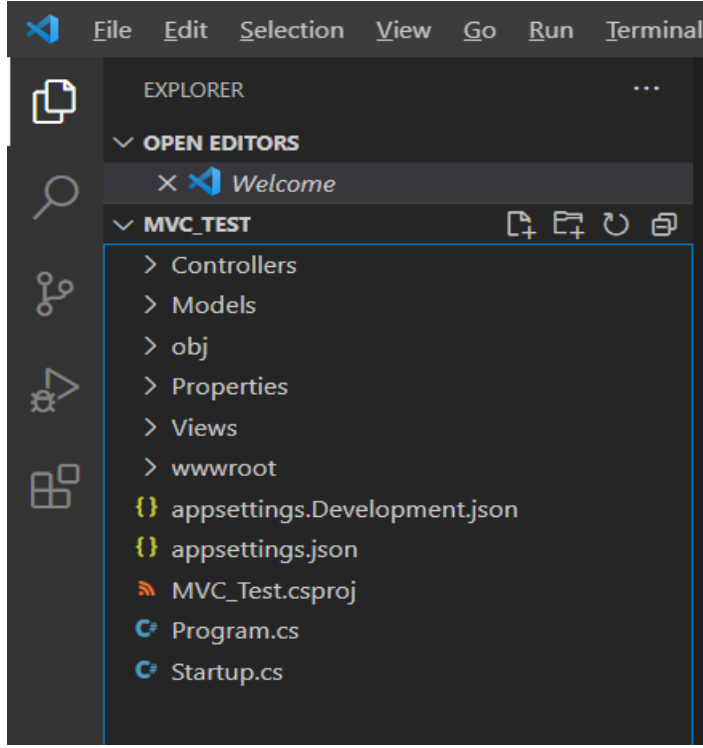 File Edit Selection View Go Run Terminal
EXPLORER
OPEN EDITORS
Welcome
MVC_TEST
Controllers
Models
obj
Properties
Views
wwwroot
{} appsettings.Development.json
{} appsettings.json
MVC_Test.csproj
C# Program.cs
C# Startup.cs